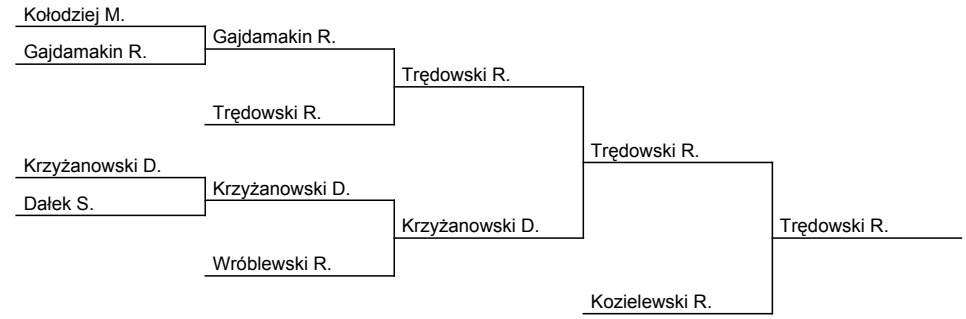 Kołodziej M.
Gajdamakin R.
Gajdamakin R.
Trędowski R.
Trędowski R.
Krzyżanowski D.
Trędowski R.
Krzyżanowski D.
Dałek S.
Krzyżanowski D.
Trędowski R.
Wróblewski R.
Kozielewski R.